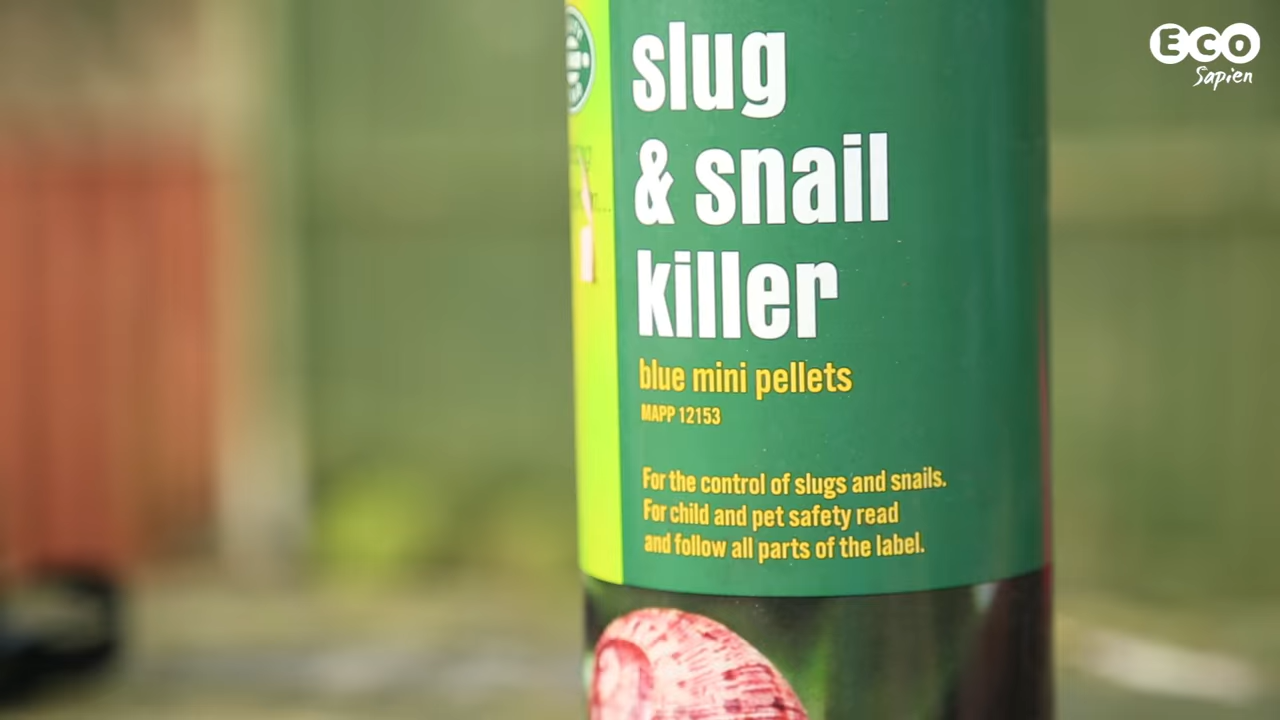 ECO
Sapien
slug
& snail
killer
blue mini pellets
MAPP 12153
For the control of slugs and snails.
For child and pet safety read
and follow all parts of the label.